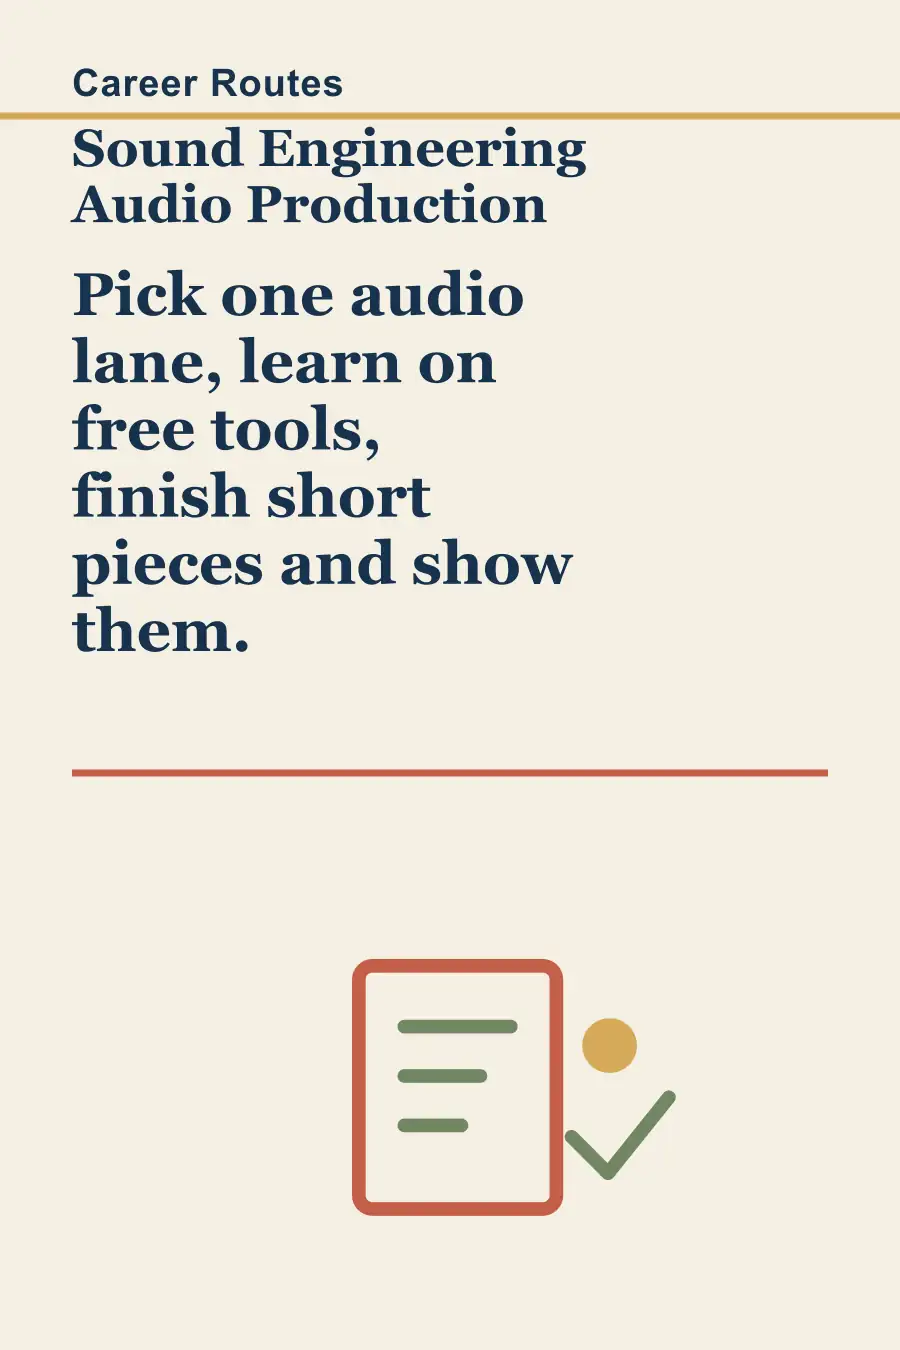 Career Routes
Sound Engineering
Audio Production
Pick one audio
lane, learn on
free tools,
finish short
pieces and show
them.